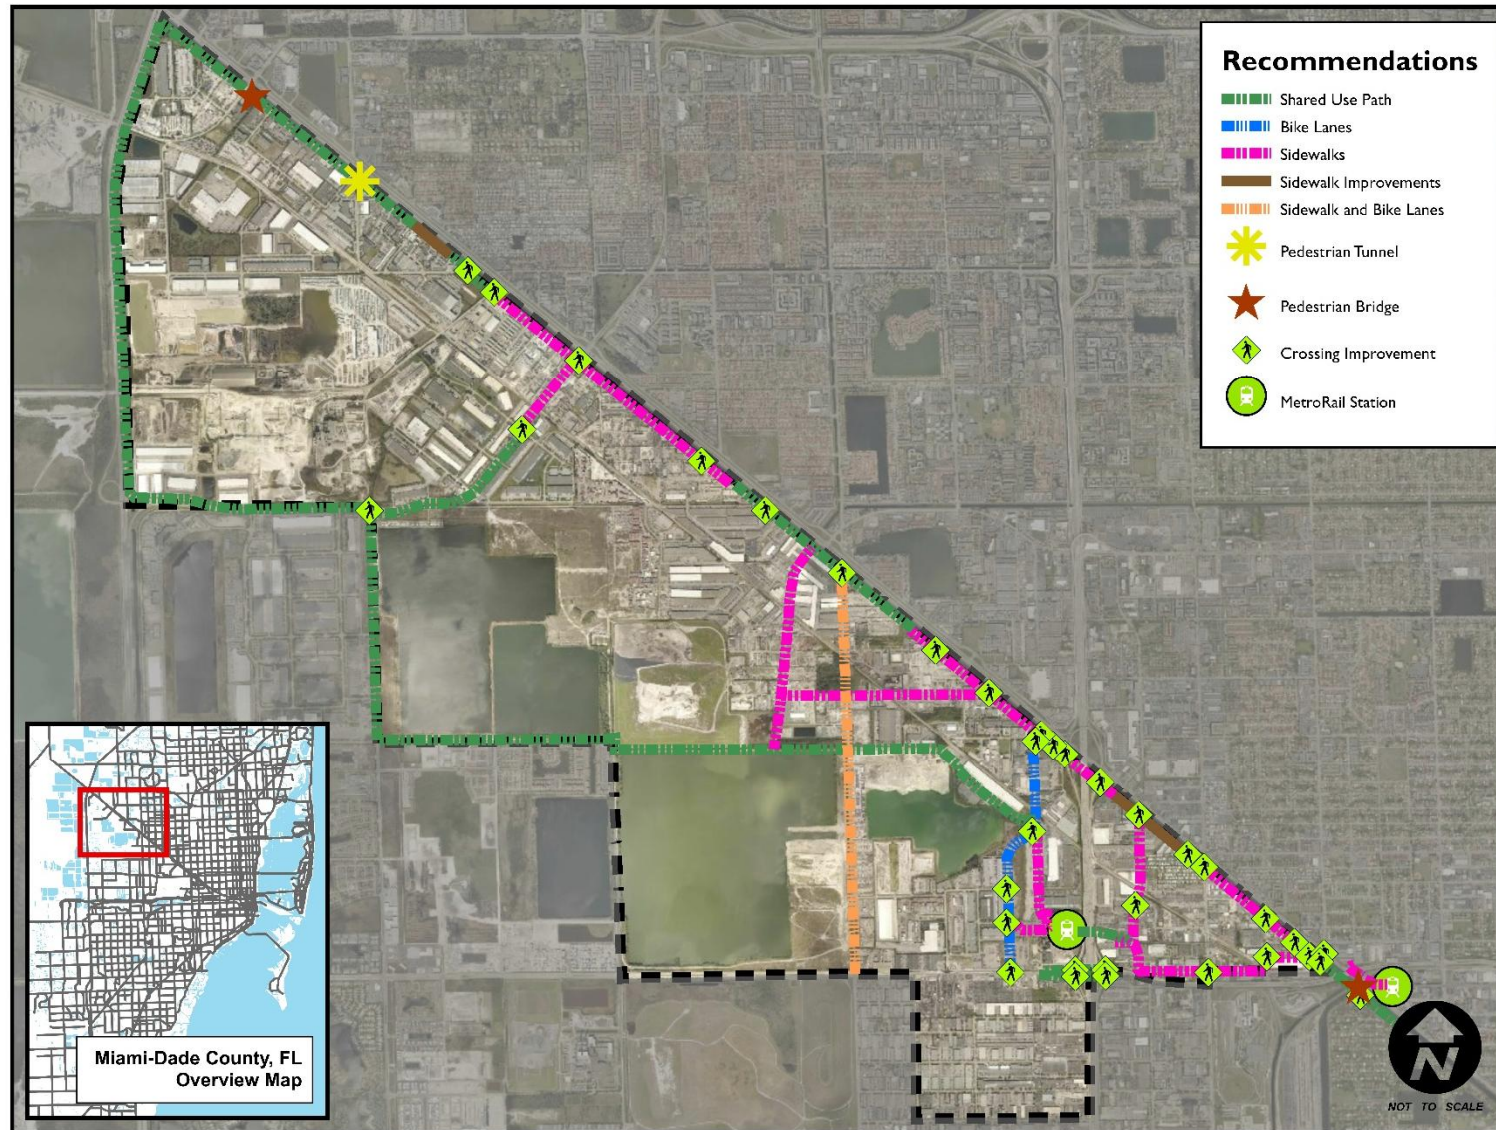 Recommendations
Shared Use Path
Bike Lanes
Sidewalks
Sidewalk Improvements
Sidewalk and Bike Lanes
Pedestrian Tunnel
Pedestrian Bridge
Crossing Improvement
MetroRail Station
Miami-Dade County, FL
Overview Map
N
NOT TO SCALE